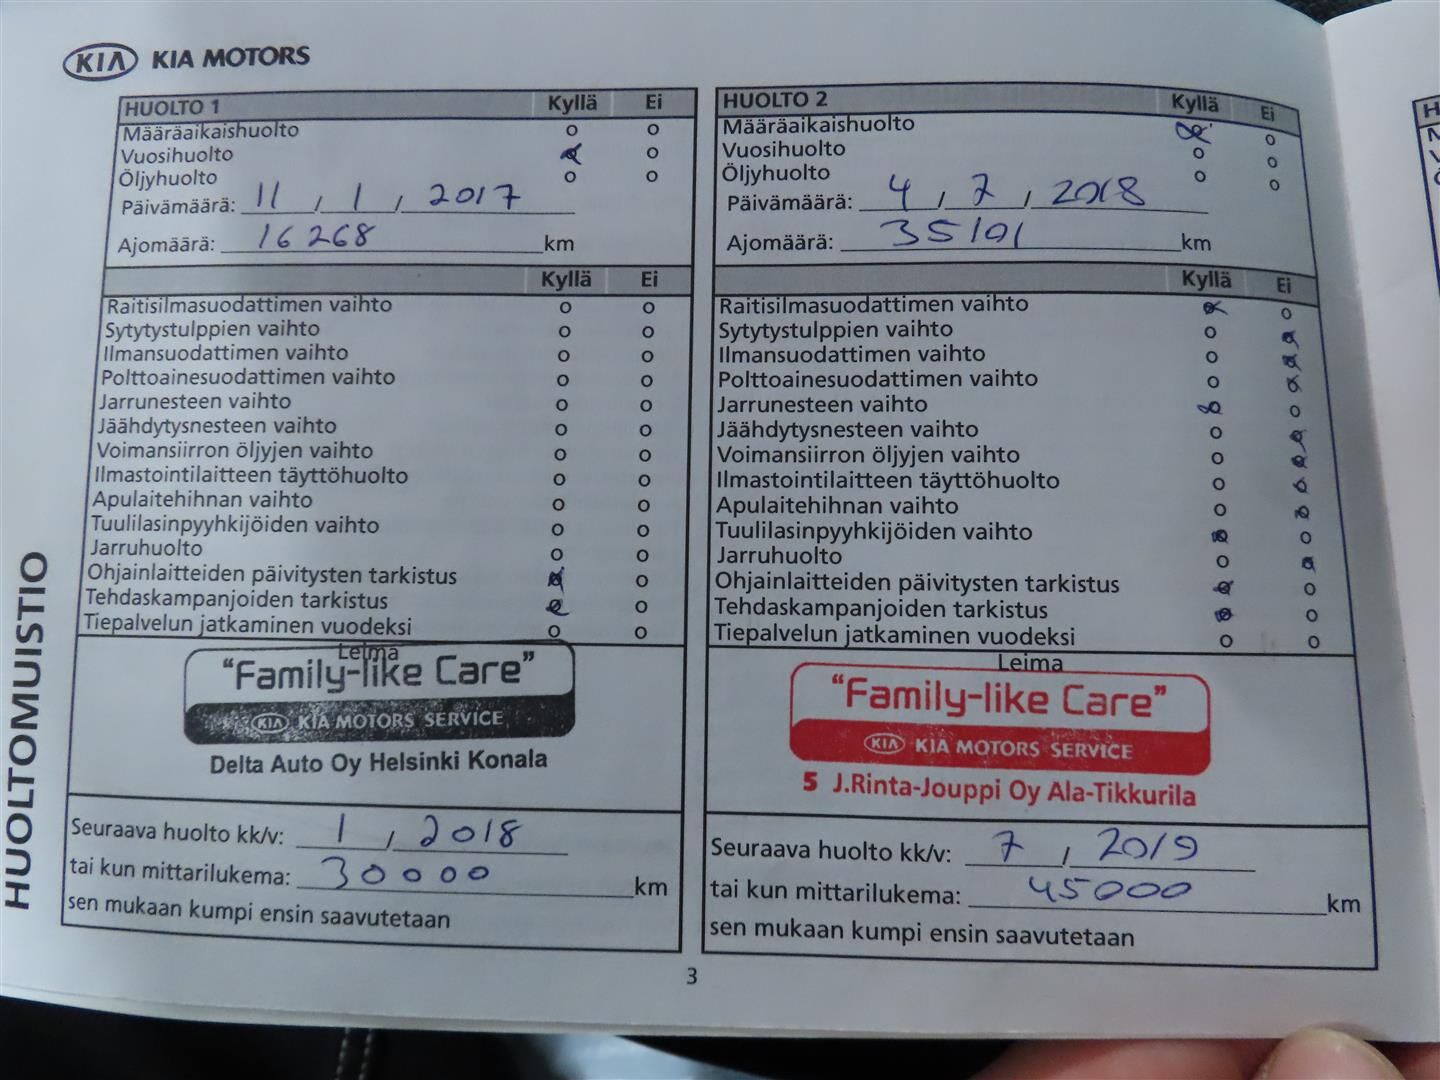 KIA KIA MOTORS
HUOLTO 1 Kyllä Ei
Määräaikaishuolto o o
Vuosihuolto o
Öljyhuolto o o
Päivämäärä: 11 / 1 / 2017
Ajomäärä: 16 268 km
Kyllä Ei
Raitisilmasuodattimen vaihto o o
Sytytystulppien vaihto o o
Ilmansuodattimen vaihto o o
Polttoainesuodattimen vaihto o o
Jarrunesteen vaihto o o
Jäähdytysnesteen vaihto o o
Voimansiirron öljyjen vaihto o o
Ilmastointilaitteen täyttöhuolto o o
Apulaitehihnan vaihto o o
Tuulilasinpyyhkijöiden vaihto o o
Jarruhuolto o o
Ohjainlaitteiden päivitysten tarkistus o
Tehdaskampanjoiden tarkistus o
Tiepalvelun jatkaminen vuodeksi o o
Leima
"Family-like Care"
KIA KIA MOTORS SERVICE
Delta Auto Oy Helsinki Konala
Seuraava huolto kk/v: 1 / 2018
tai kun mittarilukema: 30000 km
sen mukaan kumpi ensin saavutetaan
HUOLTO 2 Kyllä Ei
Määräaikaishuolto o
Vuosihuolto o o
Öljyhuolto o o
Päivämäärä: 4 / 7 / 2018
Ajomäärä: 35101 km
Kyllä Ei
Raitisilmasuodattimen vaihto o
Sytytystulppien vaihto o
Ilmansuodattimen vaihto o
Polttoainesuodattimen vaihto o
Jarrunesteen vaihto o
Jäähdytysnesteen vaihto o
Voimansiirron öljyjen vaihto o
Ilmastointilaitteen täyttöhuolto o
Apulaitehihnan vaihto o
Tuulilasinpyyhkijöiden vaihto o
Jarruhuolto o
Ohjainlaitteiden päivitysten tarkistus o
Tehdaskampanjoiden tarkistus o
Tiepalvelun jatkaminen vuodeksi o o
Leima
"Family-like Care"
KIA KIA MOTORS SERVICE
5 J.Rinta-Jouppi Oy Ala-Tikkurila
Seuraava huolto kk/v: 7 / 2019
tai kun mittarilukema: 45000 km
sen mukaan kumpi ensin saavutetaan
HUOLTOMUISTIO
3